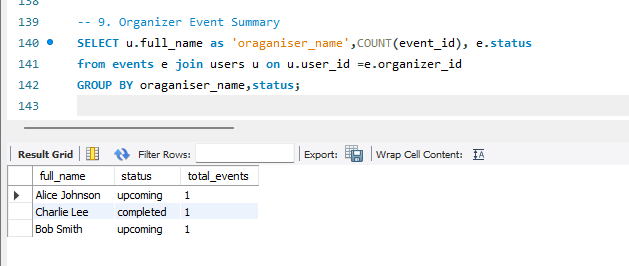 139 -- 9. Organizer Event Summary
140 SELECT u.full_name as 'oraganiser_name',COUNT(event_id), e.status
141 from events e join users u on u.user_id =e.organizer_id
142 GROUP BY oraganiser_name,status;
143
Result Grid Filter Rows: Export: Wrap Cell Content: IA
full_name status total_events
Alice Johnson upcoming 1
Charlie Lee completed 1
Bob Smith upcoming 1